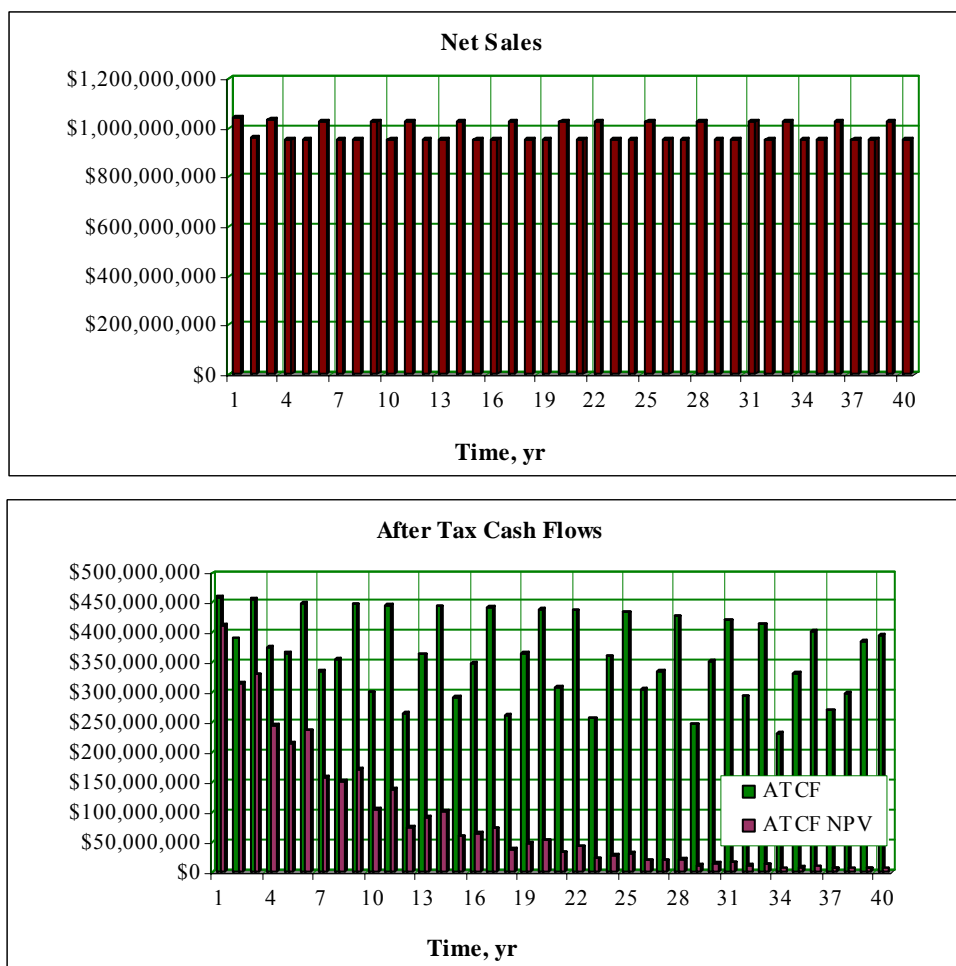 Net Sales
$1,200,000,000
$1,000,000,000
$800,000,000
$600,000,000
$400,000,000
$200,000,000
$0
1 4 7 10 13 16 19 22 25 28 31 34 37 40
Time, yr
After Tax Cash Flows
$500,000,000
$450,000,000
$400,000,000
$350,000,000
$300,000,000
$250,000,000
$200,000,000
$150,000,000
$100,000,000
$50,000,000
$0
ATCF
ATCF NPV
1 4 7 10 13 16 19 22 25 28 31 34 37 40
Time, yr